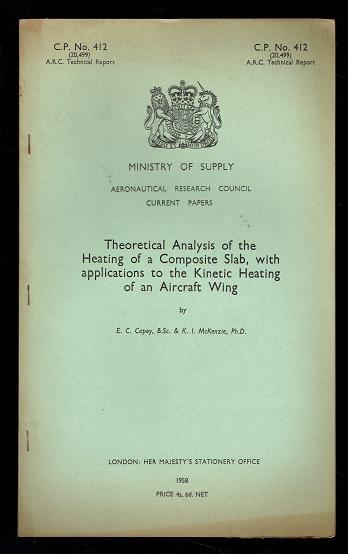 C.P. No. 412 C.P. No. 412
(20,499) (20,499)
A.R.C. Technical Report A.R.C. Technical Report
MINISTRY OF SUPPLY
AERONAUTICAL RESEARCH COUNCIL
CURRENT PAPERS
Theoretical Analysis of the
Heating of a Composite Slab, with
applications to the Kinetic Heating
of an Aircraft Wing
by
E. C. Capey, B.Sc. & K. I. McKenzie, Ph.D.
LONDON: HER MAJESTY'S STATIONERY OFFICE
1958
PRICE 4s. 6d. NET